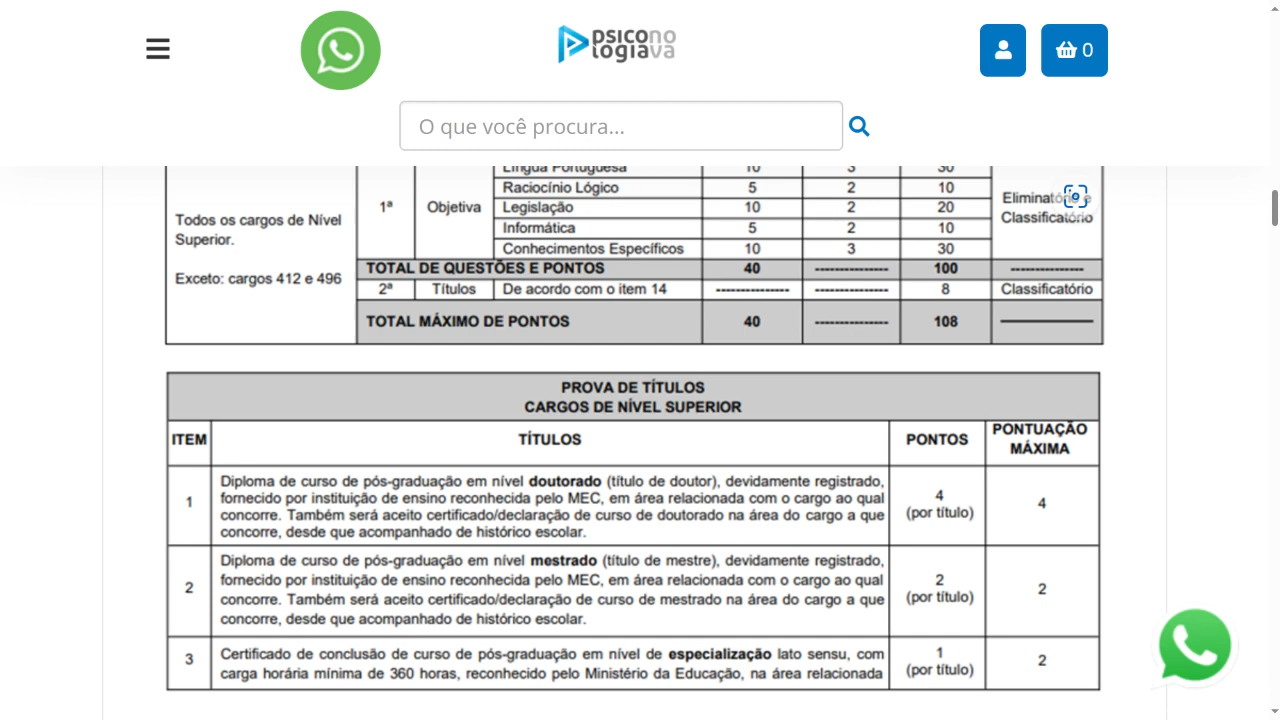 psicono
logiava
0
O que você procura...
Língua Portuguesa 10 3 30
Raciocínio Lógico 5 2 10
1ª Objetiva Legislação 10 2 20
Eliminatório e
Classificatório
Todos os cargos de Nível
Superior.
Informática 5 2 10
Conhecimentos Específicos 10 3 30
TOTAL DE QUESTÕES E PONTOS 40 --------------- 100 ---------------
Exceto: cargos 412 e 496
2ª Títulos De acordo com o item 14 --------------- --------------- 8 Classificatório
TOTAL MÁXIMO DE PONTOS 40 --------------- 108
PROVA DE TÍTULOS
CARGOS DE NÍVEL SUPERIOR
ITEM TÍTULOS PONTOS PONTUAÇÃO
MÁXIMA
1
Diploma de curso de pós-graduação em nível doutorado (título de doutor), devidamente registrado,
fornecido por instituição de ensino reconhecida pelo MEC, em área relacionada com o cargo ao qual
concorre. Também será aceito certificado/declaração de curso de doutorado na área do cargo a que
concorre, desde que acompanhado de histórico escolar.
4
(por título)
4
2
Diploma de curso de pós-graduação em nível mestrado (título de mestre), devidamente registrado,
fornecido por instituição de ensino reconhecida pelo MEC, em área relacionada com o cargo ao qual
concorre. Também será aceito certificado/declaração de curso de mestrado na área do cargo a que
concorre, desde que acompanhado de histórico escolar.
2
(por título)
2
3
Certificado de conclusão de curso de pós-graduação em nível de especialização lato sensu, com
carga horária mínima de 360 horas, reconhecido pelo Ministério da Educação, na área relacionada
1
(por título)
2